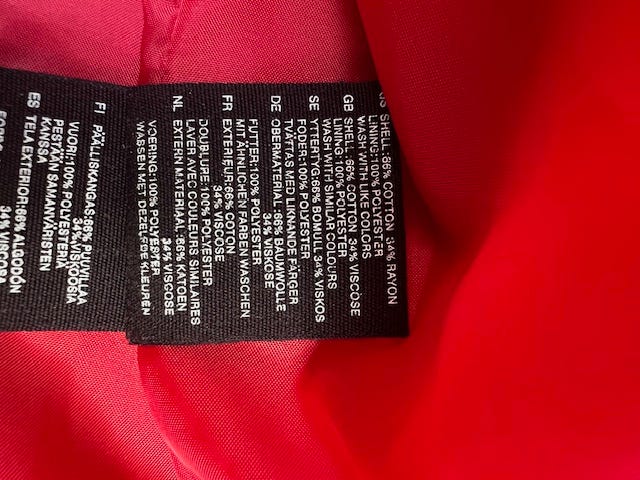 US SHELL:66% COTTON 34% RAYON
LINING:100% POLYESTER
WASH WITH LIKE COLORS
GB SHELL:66% COTTON 34% VISCOSE
LINING:100% POLYESTER
WASH WITH SIMILAR COLOURS
SE YTTERTYG:66% BOMULL 34% VISKOS
FODER:100% POLYESTER
TVÄTTAS MED LIKNANDE FÄRGER
DE OBERMATERIAL:66% BAUMWOLLE
34% VISKOSE
FUTTER:100% POLYESTER
MIT ÄHNLICHEN FARBEN WASCHEN
FR EXTERIEUR:66% COTON
34% VISCOSE
DOUBLURE:100% POLYESTER
LAVER AVEC COULEURS SIMILAIRES
NL EXTERN MATERIAAL:66% KATOEN
34% VISCOSE
VOERING:100% POLYESTER
WASSEN MET DEZELFDE KLEUREN
FI PÄÄLLISKANGAS:66% PUUVILLAA
34% VISKOOSIA
VUORI:100% POLYESTERIÄ
PESTÄÄN SAMANVÄRISTEN
KANSSA
ES TELA EXTERIOR:66% ALGODÓN
34% VISCOSA